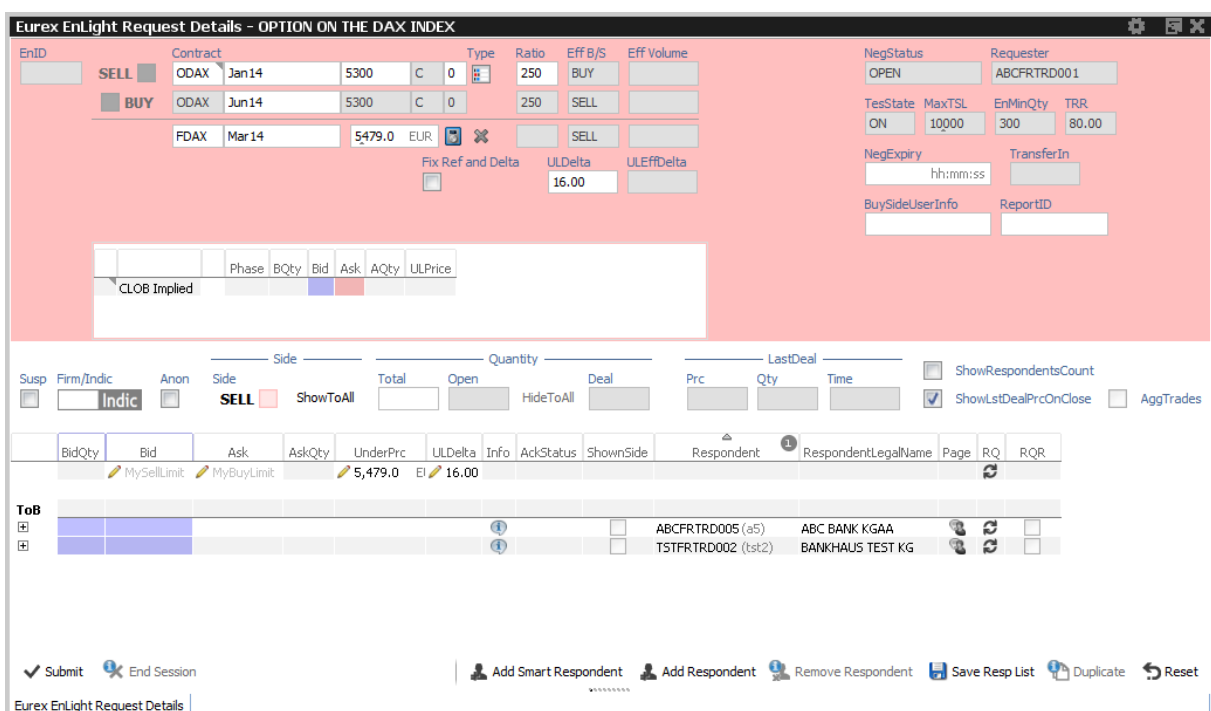 Eurex EnLight Request Details - OPTION ON THE DAX INDEX
EnID Contract Type Ratio Eff B/S Eff Volume NegStatus Requester
SELL ODAX Jan14 5300 C 0 250 BUY OPEN ABCFRTRD001
BUY ODAX Jun14 5300 C 0 250 SELL TesState MaxTSL EnMinQty TRR
ON 10,000 300 80.00
FDAX Mar14 5479.0 EUR SELL
Fix Ref and Delta ULDelta ULEffDelta NegExpiry TransferIn
16.00 hh:mm:ss
BuySideUserInfo ReportID
Phase BQty Bid Ask AQty ULPrice
CLOB Implied
Side Quantity LastDeal
Susp Firm/Indic Anon Side Total Open Deal Prc Qty Time ShowRespondentsCount
Indic SELL ShowToAll HideToAll ShowLstDealPrcOnClose AggTrades
BidQty Bid Ask AskQty UnderPrc ULDelta Info AckStatus ShownSide Respondent 1 RespondentLegalName Page RQ RQR
MySellLimit MyBuyLimit 5,479.0 16.00
ToB
ABCFRTRD005 (a5) ABC BANK KGAA
TSTFRTRD002 (tst2) BANKHAUS TEST KG
Submit End Session Add Smart Respondent Add Respondent Remove Respondent Save Resp List Duplicate Reset
Eurex EnLight Request Details